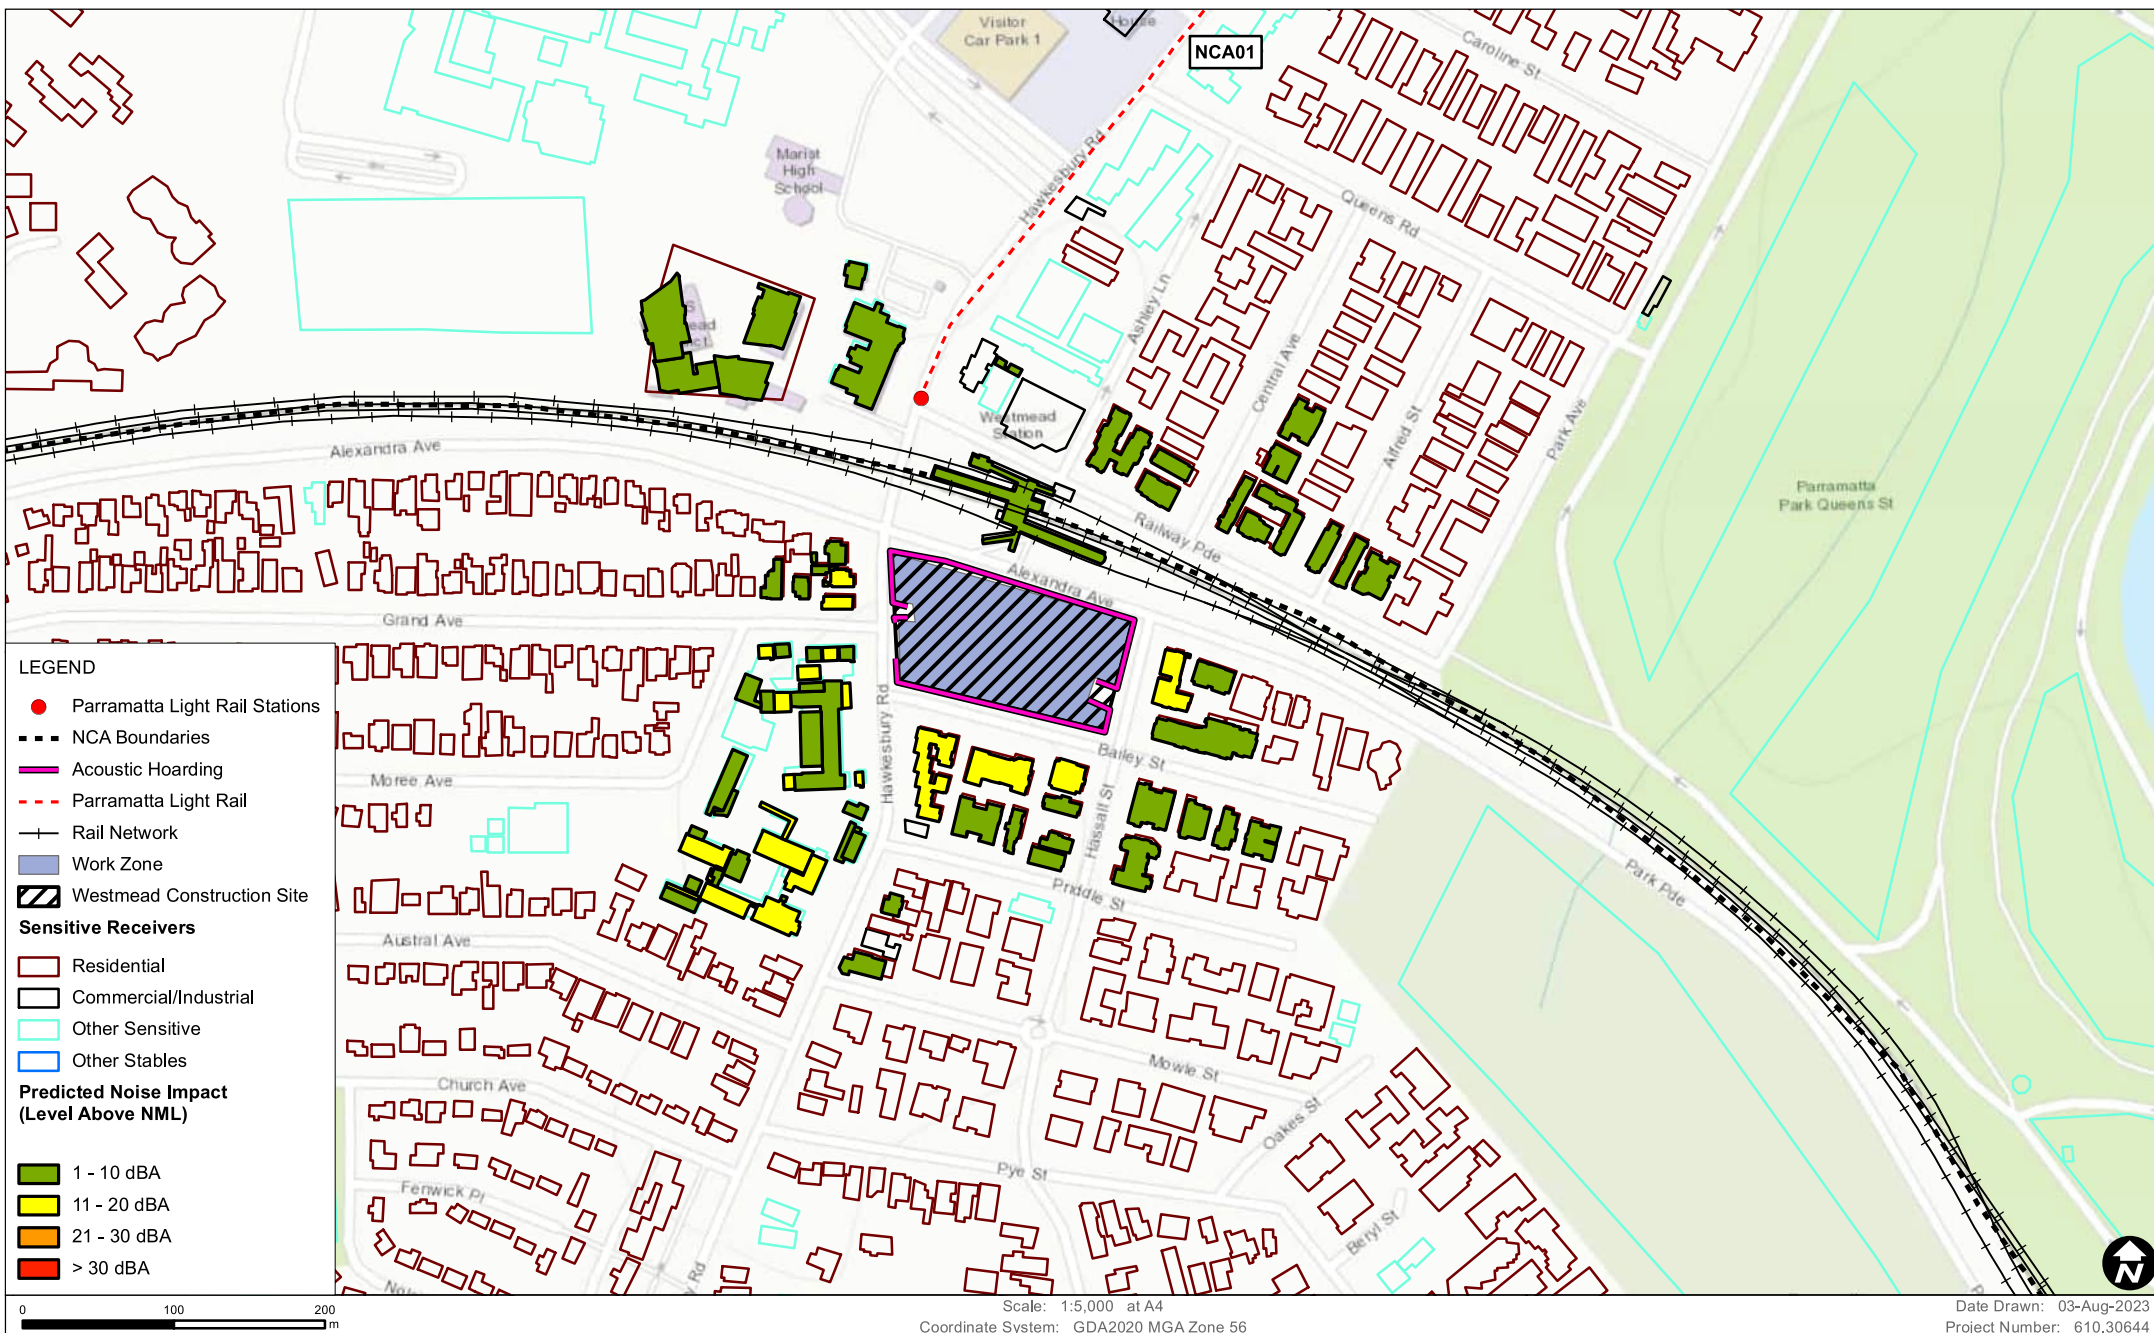 Visitor
Car Park 1
House
NCA01
Caroline St
Marist
High
School
Hawkesbury Rd
Queens Rd
Ashley Ln
Central Ave
Alfred St
Park Ave
Westmead
Station
Alexandra Ave
Parramatta
Park Queens St
Railway Pde
Alexandra Ave
Grand Ave
Hawkesbury Rd
Bailey St
Moree Ave
Hassall St
Priddle St
Park Pde
Austral Ave
Mowle St
Church Ave
Oakes St
Pye St
Fenwick Pl
Beryl St
LEGEND
Parramatta Light Rail Stations
NCA Boundaries
Acoustic Hoarding
Parramatta Light Rail
Rail Network
Work Zone
Westmead Construction Site
Sensitive Receivers
Residential
Commercial/Industrial
Other Sensitive
Other Stables
Predicted Noise Impact
(Level Above NML)
1 - 10 dBA
11 - 20 dBA
21 - 30 dBA
> 30 dBA
N
0 100 200
m
Scale: 1:5,000 at A4
Coordinate System: GDA2020 MGA Zone 56
Date Drawn: 03-Aug-2023
Project Number: 610.30644